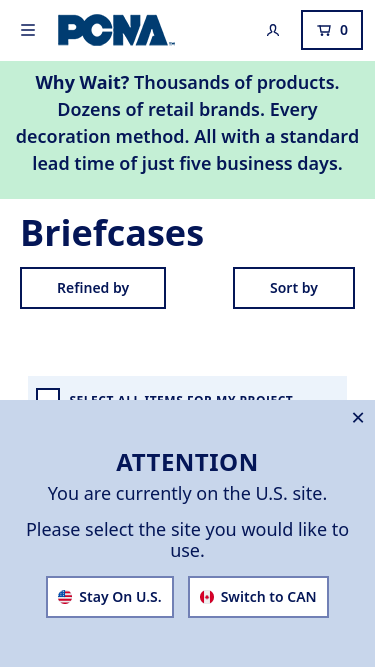 PCNA
0
Why Wait? Thousands of products.
Dozens of retail brands. Every
decoration method. All with a standard
lead time of just five business days.
Briefcases
Refined by
Sort by
SELECT ALL ITEMS FOR MY PROJECT
ATTENTION
You are currently on the U.S. site.
Please select the site you would like to
use.
Stay On U.S.
Switch to CAN